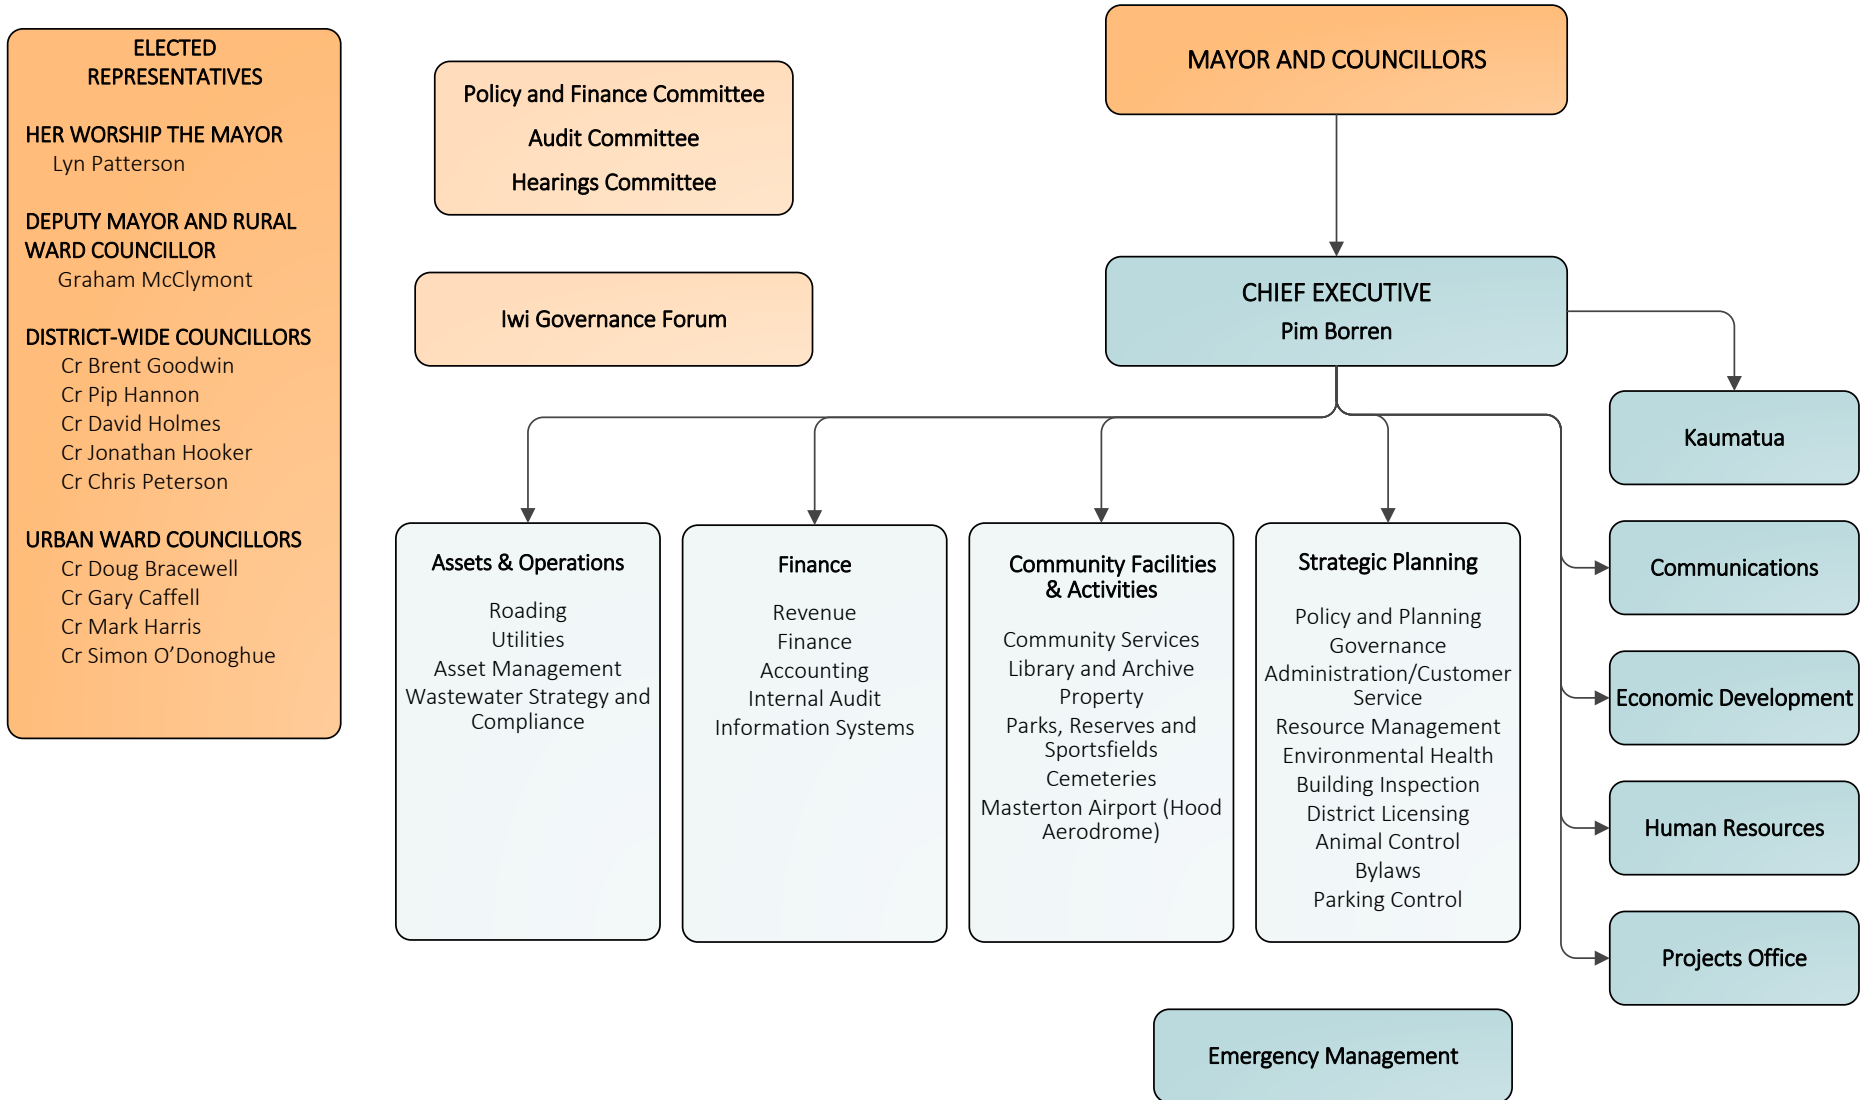 ELECTED
REPRESENTATIVES
HER WORSHIP THE MAYOR
Lyn Patterson
DEPUTY MAYOR AND RURAL
WARD COUNCILLOR
Graham McClymont
DISTRICT-WIDE COUNCILLORS
Cr Brent Goodwin
Cr Pip Hannon
Cr David Holmes
Cr Jonathan Hooker
Cr Chris Peterson
URBAN WARD COUNCILLORS
Cr Doug Bracewell
Cr Gary Caffell
Cr Mark Harris
Cr Simon O’Donoghue
Policy and Finance Committee
Audit Committee
Hearings Committee
Iwi Governance Forum
MAYOR AND COUNCILLORS
CHIEF EXECUTIVE
Pim Borren
Assets & Operations
Roading
Utilities
Asset Management
Wastewater Strategy and
Compliance
Finance
Revenue
Finance
Accounting
Internal Audit
Information Systems
Community Facilities
& Activities
Community Services
Library and Archive
Property
Parks, Reserves and
Sportsfields
Cemeteries
Masterton Airport (Hood
Aerodrome)
Strategic Planning
Policy and Planning
Governance
Administration/Customer
Service
Resource Management
Environmental Health
Building Inspection
District Licensing
Animal Control
Bylaws
Parking Control
Kaumatua
Communications
Economic Development
Human Resources
Projects Office
Emergency Management